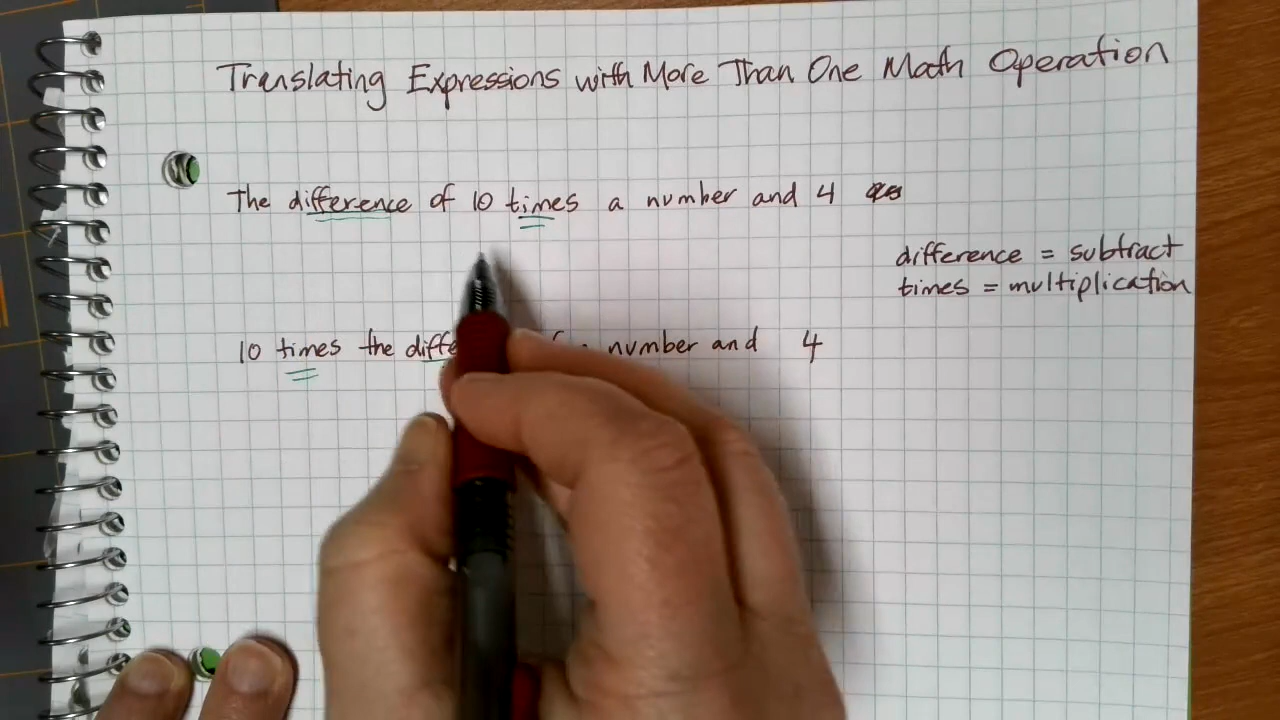 Translating Expressions with More Than One Math Operation
The difference of 10 times a number and 4
difference = subtract
times = multiplication
10 times the diffe number and 4